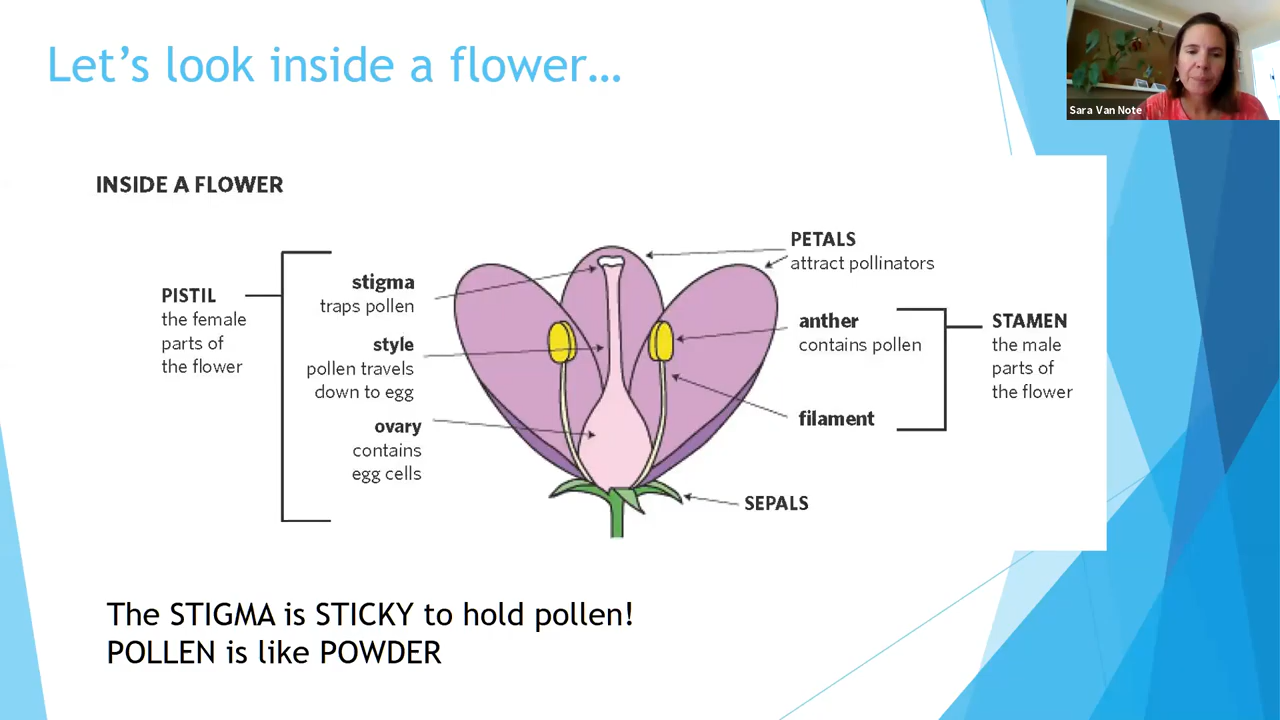 Let's look inside a flower…
Sara Van Note
INSIDE A FLOWER
PISTIL
the female
parts of
the flower
stigma
traps pollen
style
pollen travels
down to egg
ovary
contains
egg cells
PETALS
attract pollinators
anther
contains pollen
filament
STAMEN
the male
parts of
the flower
SEPALS
The STIGMA is STICKY to hold pollen!
POLLEN is like POWDER